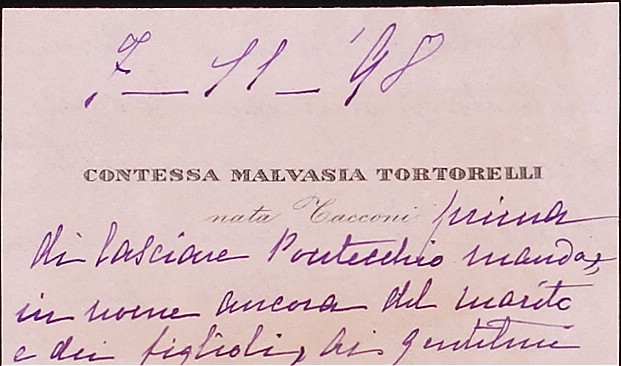 7 - 11 - '98
CONTESSA MALVASIA TORTORELLI
nata Tacconi prima
di lasciare Pontecchio manda,
in nome ancora del marito
e dei figlioli, ai gentilmi